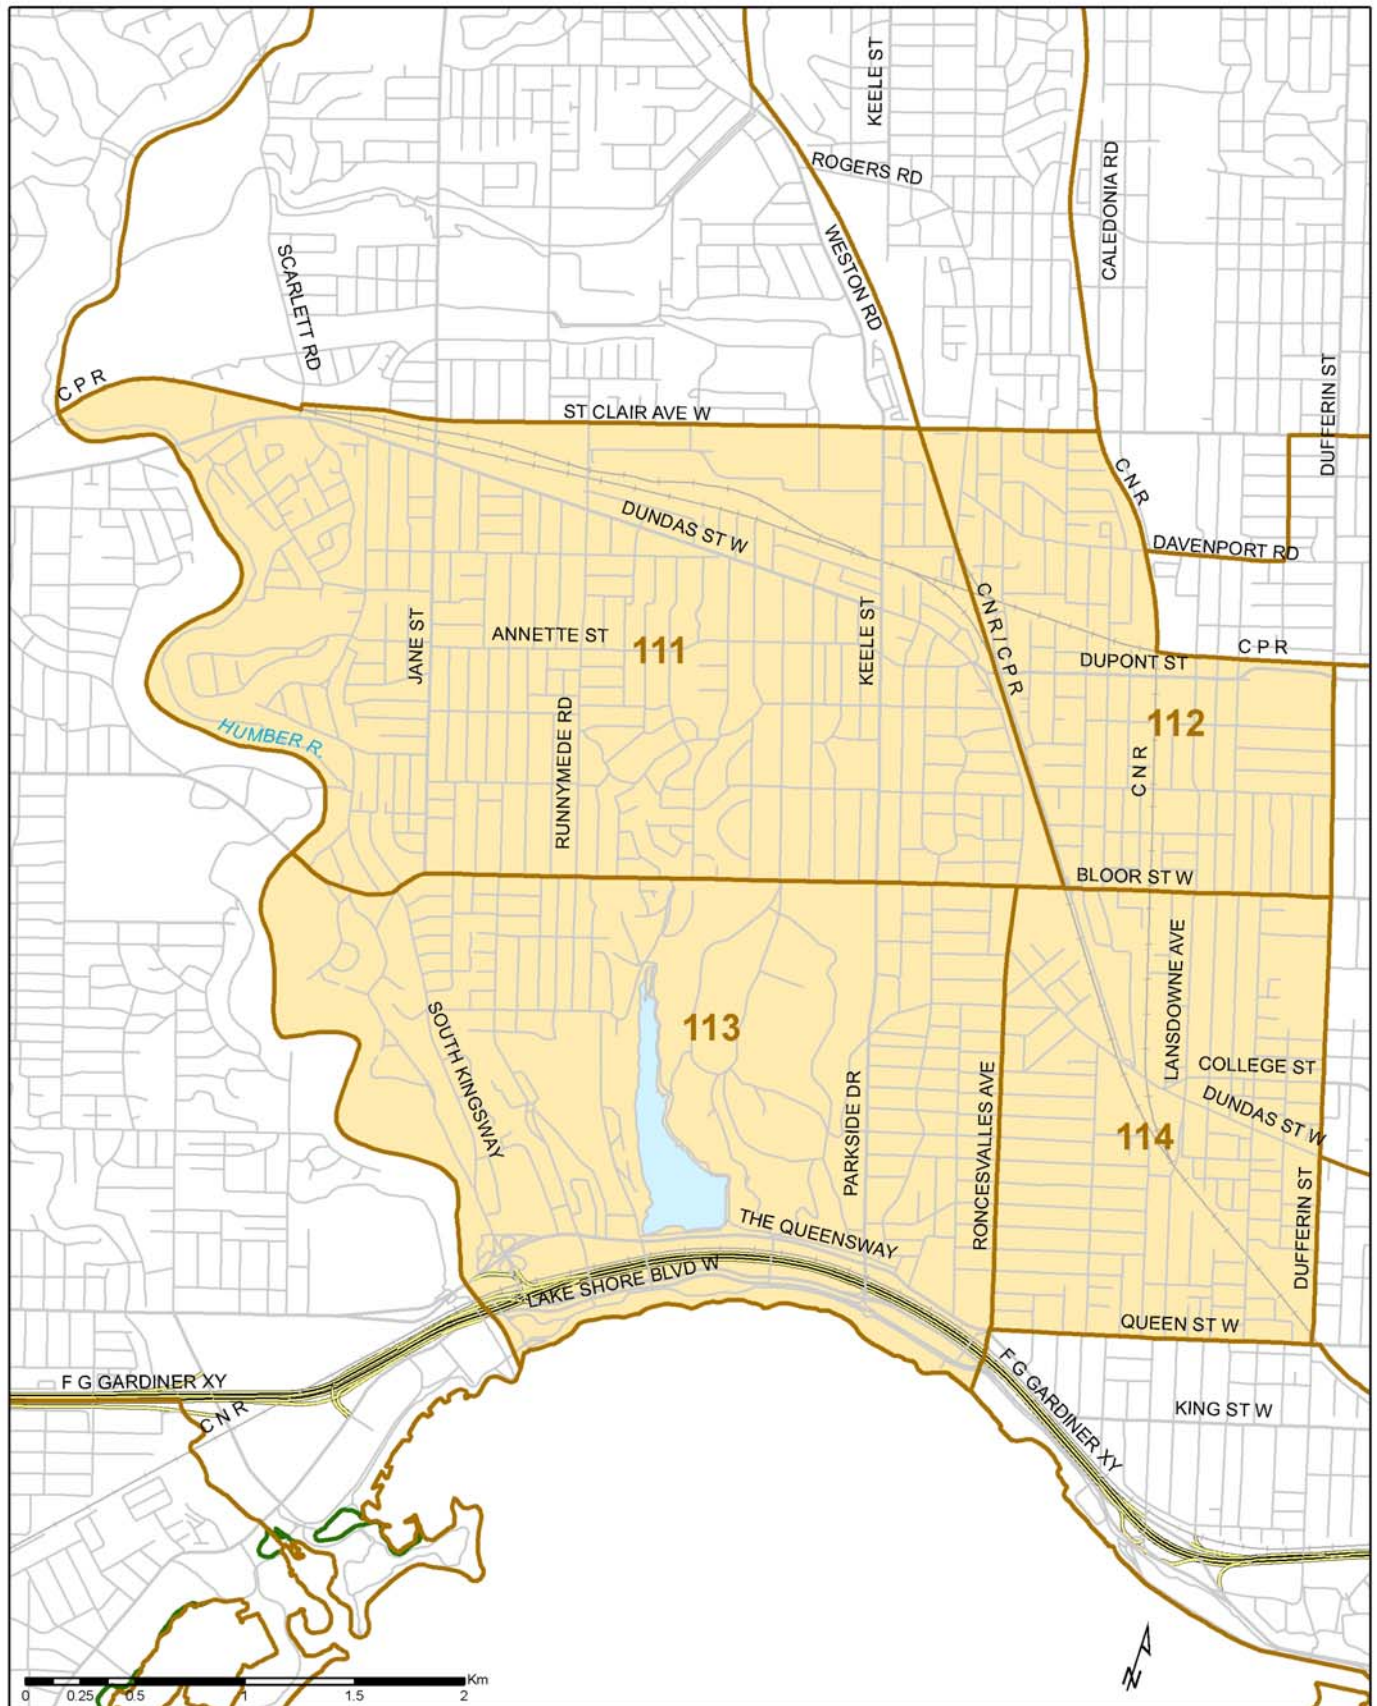 KEELE ST
ROGERS RD
CALEDONIA RD
WESTON RD
SCARLETT RD
DUFFERIN ST
C P R
ST CLAIR AVE W
C N R
DUNDAS ST W
DAVENPORT RD
C N R / C P R
JANE ST
ANNETTE ST
111
KEELE ST
C P R
DUPONT ST
RUNNYMEDE RD
112
HUMBER R.
C N R
BLOOR ST W
LANSDOWNE AVE
SOUTH KINGSWAY
113
COLLEGE ST
DUNDAS ST W
PARKSIDE DR
RONCESVALLES AVE
114
DUFFERIN ST
THE QUEENSWAY
LAKE SHORE BLVD W
QUEEN ST W
F G GARDINER XY
F G GARDINER XY
C N R
KING ST W
N
Km
0 0.25 0.5 1 1.5 2